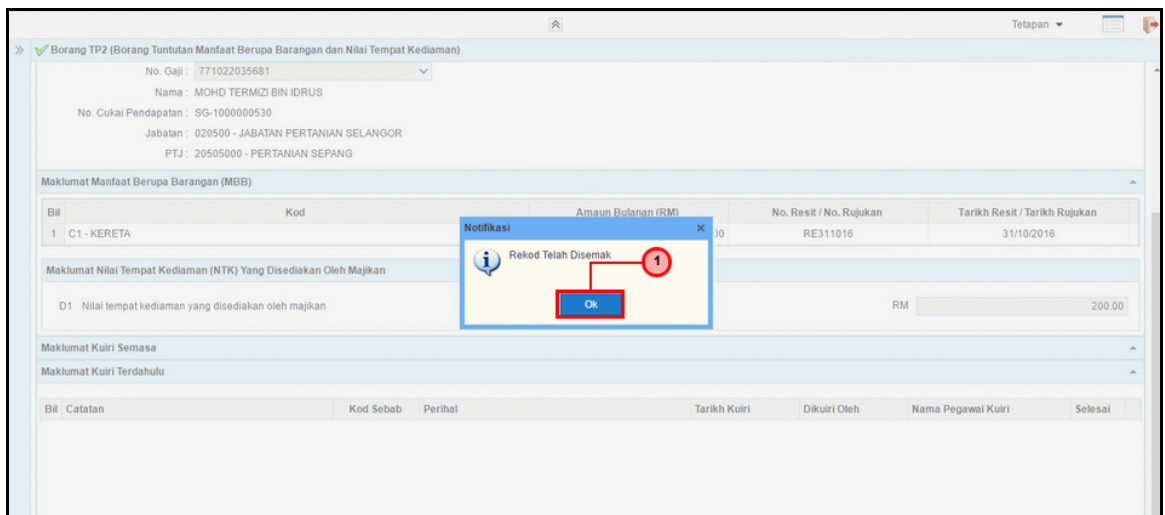 Tetapan
Borang TP2 (Borang Tuntutan Manfaat Berupa Barangan dan Nilai Tempat Kediaman)
No. Gaji : 771022035681
Nama : MOHD TERMIZI BIN IDRUS
No. Cukai Pendapatan : SG-1000000530
Jabatan : 020500 - JABATAN PERTANIAN SELANGOR
PTJ : 20505000 - PERTANIAN SEPANG
Maklumat Manfaat Berupa Barangan (MBB)
Bil Kod Amaun Bulanan (RM) No. Resit / No. Rujukan Tarikh Resit / Tarikh Rujukan
1 C1 - KERETA 00 RE311016 31/10/2016
Notifikasi
Rekod Telah Disemak
1
Ok
Maklumat Nilai Tempat Kediaman (NTK) Yang Disediakan Oleh Majikan
D1 Nilai tempat kediaman yang disediakan oleh majikan RM 200.00
Maklumat Kuiri Semasa
Maklumat Kuiri Terdahulu
Bil Catatan Kod Sebab Perihal Tarikh Kuiri Dikuiri Oleh Nama Pegawai Kuiri Selesai